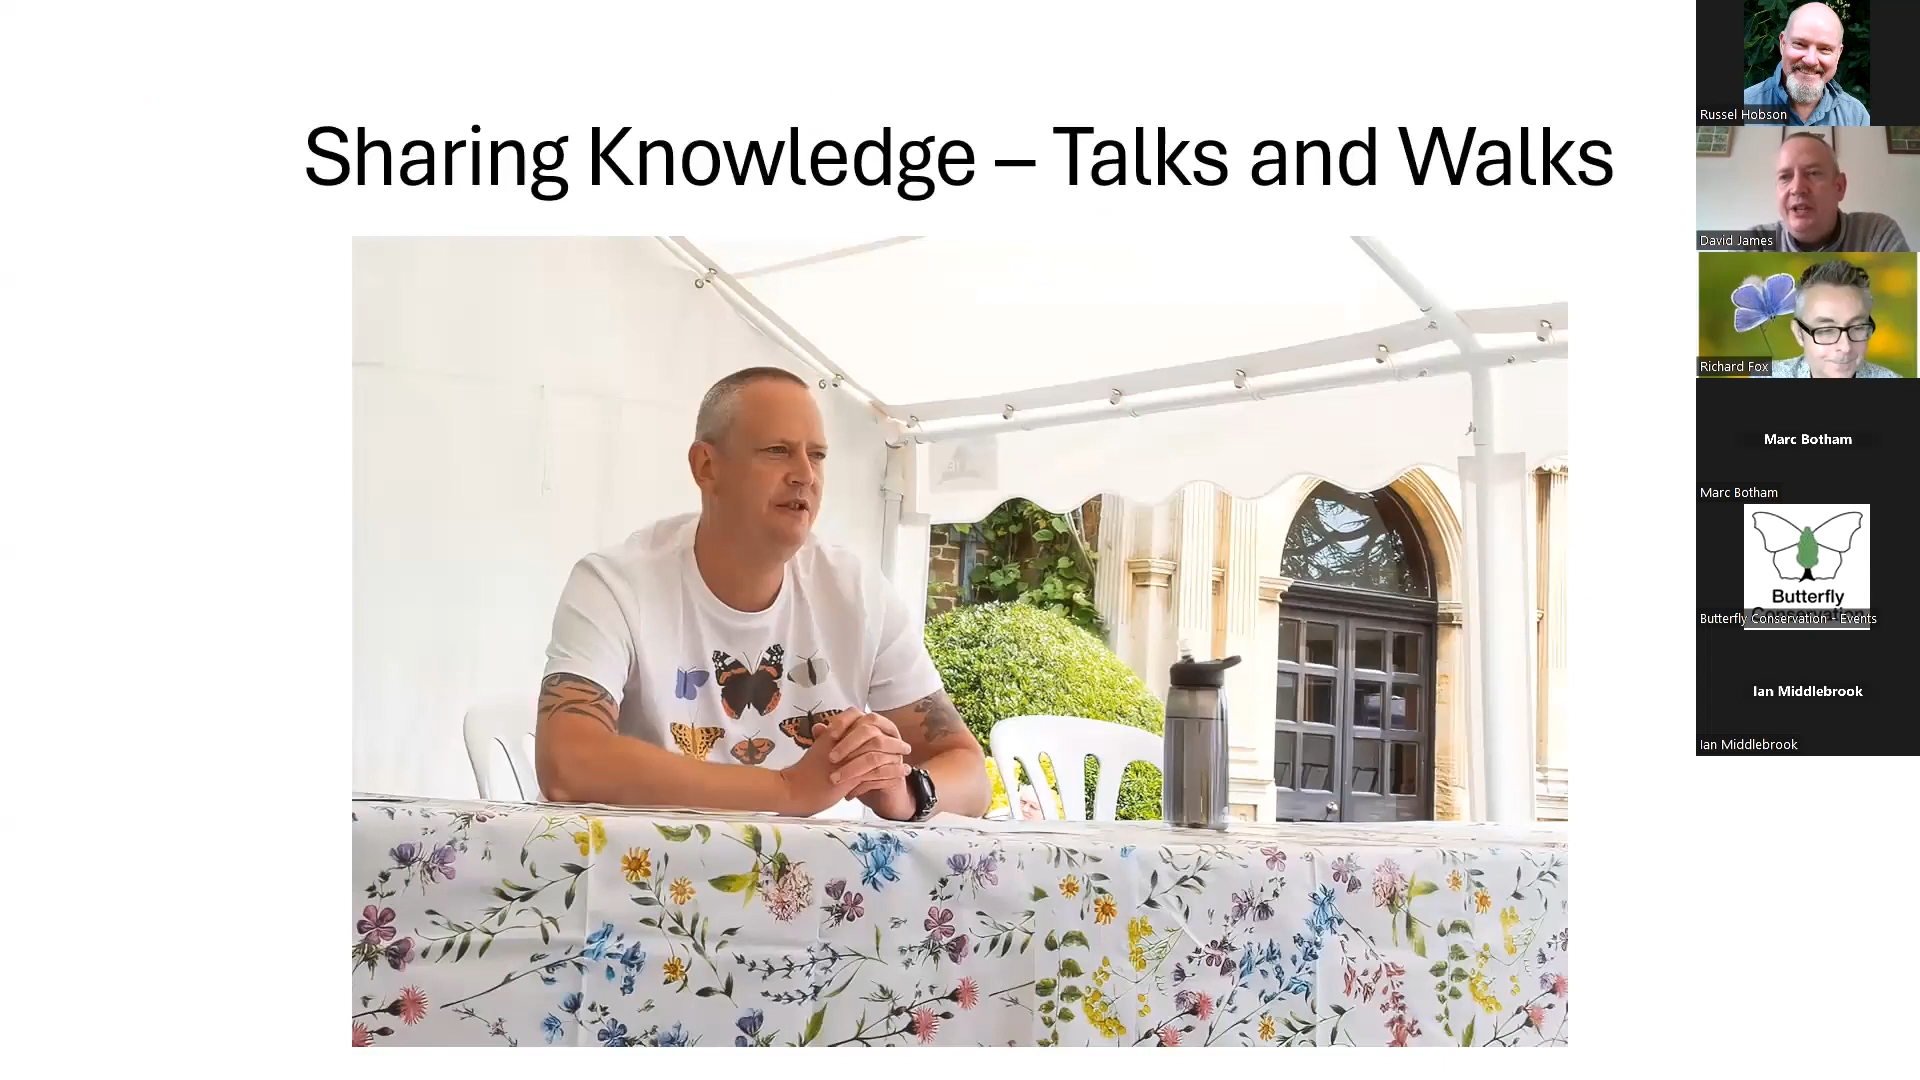 Sharing Knowledge – Talks and Walks
Russel Hobson
David James
Richard Fox
Marc Botham
Marc Botham
Butterfly
Conservation
Butterfly Conservation - Events
Ian Middlebrook
Ian Middlebrook